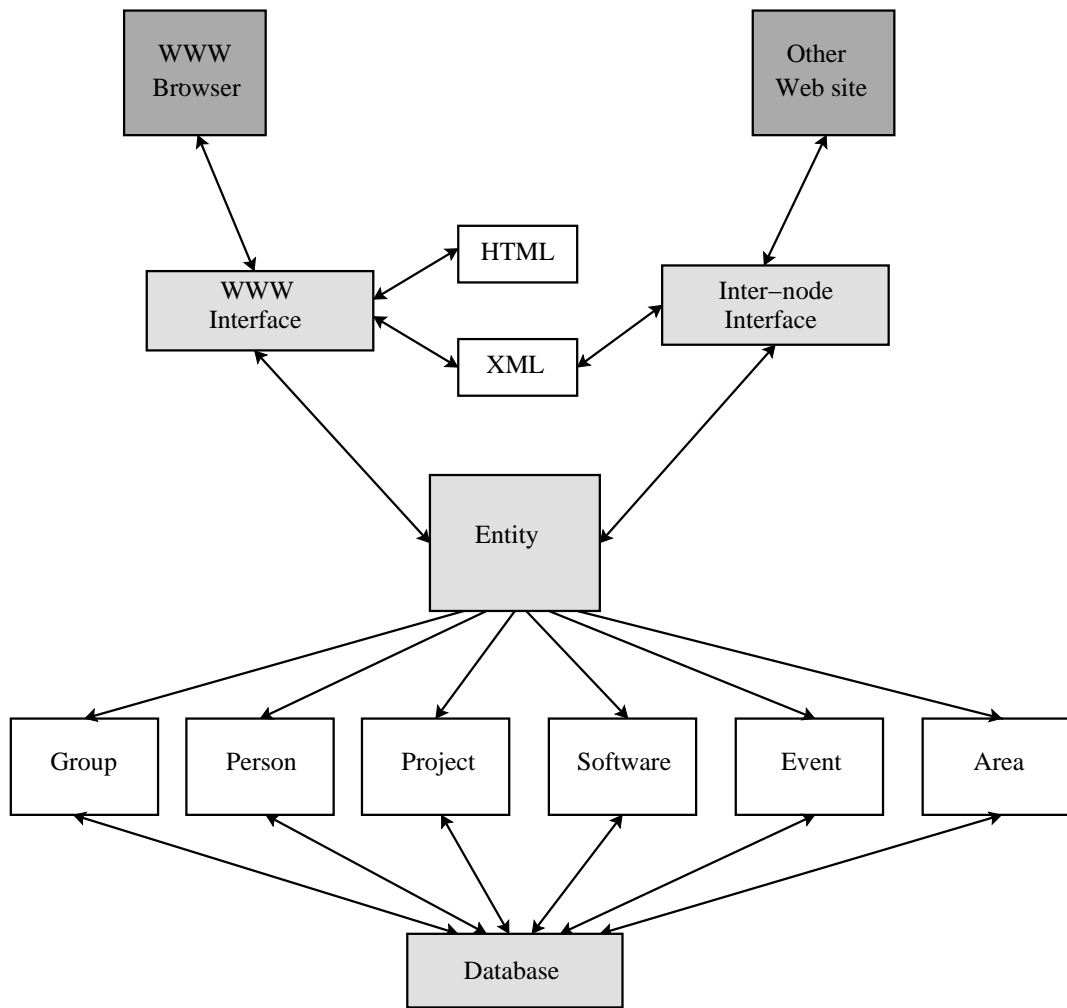 WWW
Browser
Other
Web site
HTML
WWW
Interface
Inter−node
Interface
XML
Entity
Group
Person
Project
Software
Event
Area
Database